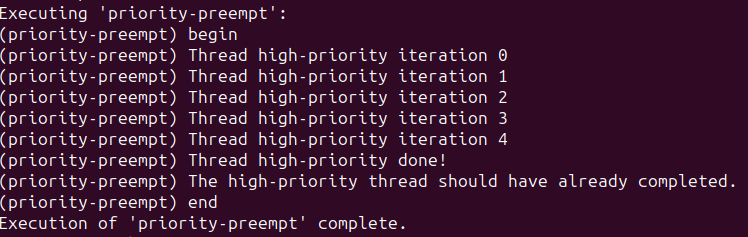 Executing 'priority-preempt':
(priority-preempt) begin
(priority-preempt) Thread high-priority iteration 0
(priority-preempt) Thread high-priority iteration 1
(priority-preempt) Thread high-priority iteration 2
(priority-preempt) Thread high-priority iteration 3
(priority-preempt) Thread high-priority iteration 4
(priority-preempt) Thread high-priority done!
(priority-preempt) The high-priority thread should have already completed.
(priority-preempt) end
Execution of 'priority-preempt' complete.